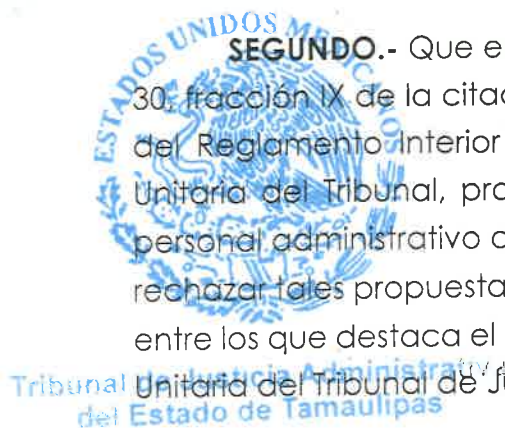 ESTADOS UNIDOS MEXICANOS
SEGUNDO.- Que e
30, fracción IX de la citad
del Reglamento Interior
Unitaria del Tribunal, pro
personal administrativo c
rechazar tales propuesta
entre los que destaca el
Unitaria del Tribunal de Ju
Tribunal de Justicia Administrativa
del Estado de Tamaulipas